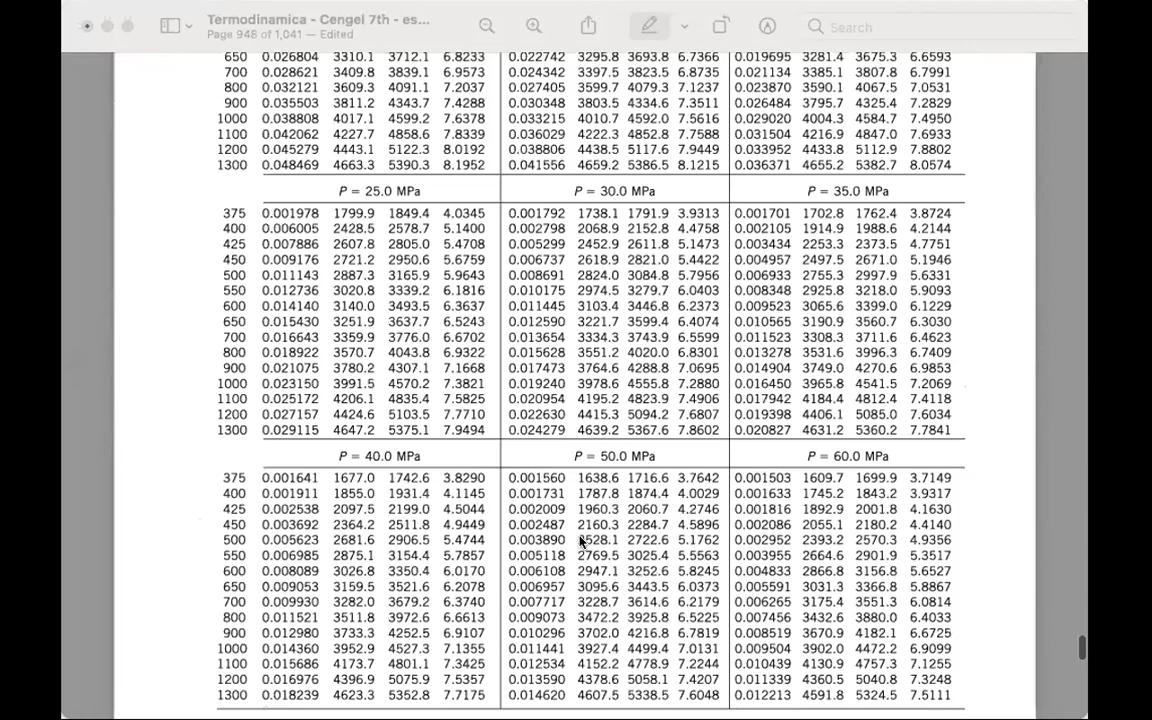 Termodinamica - Cengel 7th - es...
Page 948 of 1,041 — Edited
Search
650 0.026804 3310.1 3712.1 6.8233 0.022742 3295.8 3693.8 6.7366 0.019695 3281.4 3675.3 6.6593
700 0.028621 3409.8 3839.1 6.9573 0.024342 3397.5 3823.5 6.8735 0.021134 3385.1 3807.8 6.7991
800 0.032121 3609.3 4091.1 7.2037 0.027405 3599.7 4079.3 7.1237 0.023870 3590.1 4067.5 7.0531
900 0.035503 3811.2 4343.7 7.4288 0.030348 3803.5 4334.6 7.3511 0.026484 3795.7 4325.4 7.2829
1000 0.038808 4017.1 4599.2 7.6378 0.033215 4010.7 4592.0 7.5616 0.029020 4004.3 4584.7 7.4950
1100 0.042062 4227.7 4858.6 7.8339 0.036029 4222.3 4852.8 7.7588 0.031504 4216.9 4847.0 7.6933
1200 0.045279 4443.1 5122.3 8.0192 0.038806 4438.5 5117.6 7.9449 0.033952 4433.8 5112.9 7.8802
1300 0.048469 4663.3 5390.3 8.1952 0.041556 4659.2 5386.5 8.1215 0.036371 4655.2 5382.7 8.0574
P = 25.0 MPa P = 30.0 MPa P = 35.0 MPa
375 0.001978 1799.9 1849.4 4.0345 0.001792 1738.1 1791.9 3.9313 0.001701 1702.8 1762.4 3.8724
400 0.006005 2428.5 2578.7 5.1400 0.002798 2068.9 2152.8 4.4758 0.002105 1914.9 1988.6 4.2144
425 0.007886 2607.8 2805.0 5.4708 0.005299 2452.9 2611.8 5.1473 0.003434 2253.3 2373.5 4.7751
450 0.009176 2721.2 2950.6 5.6759 0.006737 2618.9 2821.0 5.4422 0.004957 2497.5 2671.0 5.1946
500 0.011143 2887.3 3165.9 5.9643 0.008691 2824.0 3084.8 5.7956 0.006933 2755.3 2997.9 5.6331
550 0.012736 3020.8 3339.2 6.1816 0.010175 2974.5 3279.7 6.0403 0.008348 2925.8 3218.0 5.9093
600 0.014140 3140.0 3493.5 6.3637 0.011445 3103.4 3446.8 6.2373 0.009523 3065.6 3399.0 6.1229
650 0.015430 3251.9 3637.7 6.5243 0.012590 3221.7 3599.4 6.4074 0.010565 3190.9 3560.7 6.3030
700 0.016643 3359.9 3776.0 6.6702 0.013654 3334.3 3743.9 6.5599 0.011523 3308.3 3711.6 6.4623
800 0.018922 3570.7 4043.8 6.9322 0.015628 3551.2 4020.0 6.8301 0.013278 3531.6 3996.3 6.7409
900 0.021075 3780.2 4307.1 7.1668 0.017473 3764.6 4288.8 7.0695 0.014904 3749.0 4270.6 6.9853
1000 0.023150 3991.5 4570.2 7.3821 0.019240 3978.6 4555.8 7.2880 0.016450 3965.8 4541.5 7.2069
1100 0.025172 4206.1 4835.4 7.5825 0.020954 4195.2 4823.9 7.4906 0.017942 4184.4 4812.4 7.4118
1200 0.027157 4424.6 5103.5 7.7710 0.022630 4415.3 5094.2 7.6807 0.019398 4406.1 5085.0 7.6034
1300 0.029115 4647.2 5375.1 7.9494 0.024279 4639.2 5367.6 7.8602 0.020827 4631.2 5360.2 7.7841
P = 40.0 MPa P = 50.0 MPa P = 60.0 MPa
375 0.001641 1677.0 1742.6 3.8290 0.001560 1638.6 1716.6 3.7642 0.001503 1609.7 1699.9 3.7149
400 0.001911 1855.0 1931.4 4.1145 0.001731 1787.8 1874.4 4.0029 0.001633 1745.2 1843.2 3.9317
425 0.002538 2097.5 2199.0 4.5044 0.002009 1960.3 2060.7 4.2746 0.001816 1892.9 2001.8 4.1630
450 0.003692 2364.2 2511.8 4.9449 0.002487 2160.3 2284.7 4.5896 0.002086 2055.1 2180.2 4.4140
500 0.005623 2681.6 2906.5 5.4744 0.003890 2528.1 2722.6 5.1762 0.002952 2393.2 2570.3 4.9356
550 0.006985 2875.1 3154.4 5.7857 0.005118 2769.5 3025.4 5.5563 0.003955 2664.6 2901.9 5.3517
600 0.008089 3026.8 3350.4 6.0170 0.006108 2947.1 3252.6 5.8245 0.004833 2866.8 3156.8 5.6527
650 0.009053 3159.5 3521.6 6.2078 0.006957 3095.6 3443.5 6.0373 0.005591 3031.3 3366.8 5.8867
700 0.009930 3282.0 3679.2 6.3740 0.007717 3228.7 3614.6 6.2179 0.006265 3175.4 3551.3 6.0814
800 0.011521 3511.8 3972.6 6.6613 0.009073 3472.2 3925.8 6.5225 0.007456 3432.6 3880.0 6.4033
900 0.012980 3733.3 4252.5 6.9107 0.010296 3702.0 4216.8 6.7819 0.008519 3670.9 4182.1 6.6725
1000 0.014360 3952.9 4527.3 7.1355 0.011441 3927.4 4499.4 7.0131 0.009504 3902.0 4472.2 6.9099
1100 0.015686 4173.7 4801.1 7.3425 0.012534 4152.2 4778.9 7.2244 0.010439 4130.9 4757.3 7.1255
1200 0.016976 4396.9 5075.9 7.5357 0.013590 4378.6 5058.1 7.4207 0.011339 4360.5 5040.8 7.3248
1300 0.018239 4623.3 5352.8 7.7175 0.014620 4607.5 5338.5 7.6048 0.012213 4591.8 5324.5 7.5111